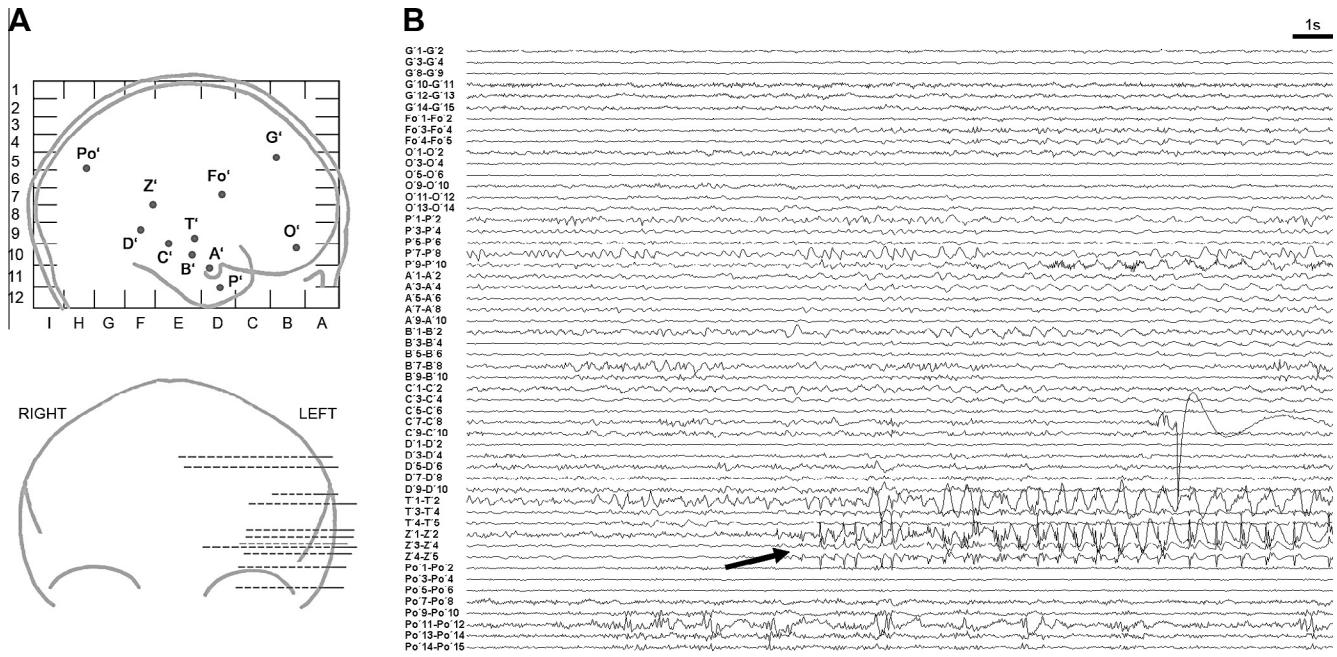 A
1
2
3
4
5
6
7
8
9
10
11
12
I H G F E D C B A
Po‘
G‘
Z‘
Fo‘
D‘
T‘
O‘
C‘
A‘
B‘
P‘
RIGHT LEFT
B
1s
G´1-G´2
G´3-G´4
G´8-G´9
G´10-G´11
G´12-G´13
G´14-G´15
Fo´1-Fo´2
Fo´3-Fo´4
Fo´4-Fo´5
O´1-O´2
O´3-O´4
O´5-O´6
O´9-O´10
O´11-O´12
O´13-O´14
P´1-P´2
P´3-P´4
P´5-P´6
P´7-P´8
P´9-P´10
A´1-A´2
A´3-A´4
A´5-A´6
A´7-A´8
A´9-A´10
B´1-B´2
B´3-B´4
B´5-B´6
B´7-B´8
B´9-B´10
C´1-C´2
C´3-C´4
C´5-C´6
C´7-C´8
C´9-C´10
D´1-D´2
D´3-D´4
D´5-D´6
D´7-D´8
D´9-D´10
T´1-T´2
T´3-T´4
T´4-T´5
Z´1-Z´2
Z´3-Z´4
Z´4-Z´5
Po´1-Po´2
Po´3-Po´4
Po´5-Po´6
Po´7-Po´8
Po´9-Po´10
Po´11-Po´12
Po´13-Po´14
Po´14-Po´15